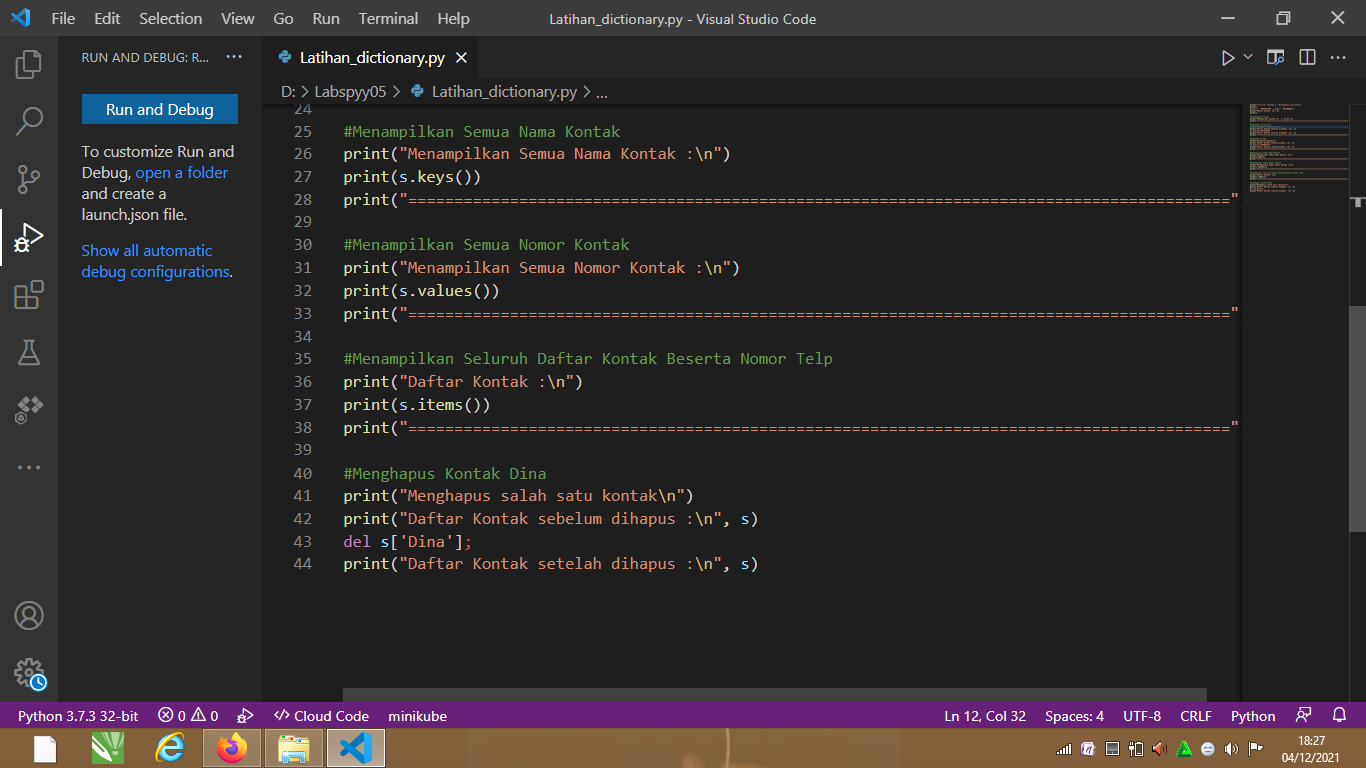 File Edit Selection View Go Run Terminal Help Latihan_dictionary.py - Visual Studio Code
RUN AND DEBUG: R...
Latihan_dictionary.py
D: > Labspyy05 > Latihan_dictionary.py > ...
Run and Debug
To customize Run and
Debug, open a folder
and create a
launch.json file.
Show all automatic
debug configurations.
24
25 #Menampilkan Semua Nama Kontak
26 print("Menampilkan Semua Nama Kontak :\n")
27 print(s.keys())
28 print("========================================================================================="
29
30 #Menampilkan Semua Nomor Kontak
31 print("Menampilkan Semua Nomor Kontak :\n")
32 print(s.values())
33 print("========================================================================================="
34
35 #Menampilkan Seluruh Daftar Kontak Beserta Nomor Telp
36 print("Daftar Kontak :\n")
37 print(s.items())
38 print("========================================================================================="
39
40 #Menghapus Kontak Dina
41 print("Menghapus salah satu kontak\n")
42 print("Daftar Kontak sebelum dihapus :\n", s)
43 del s['Dina'];
44 print("Daftar Kontak setelah dihapus :\n", s)
Python 3.7.3 32-bit 0 0 Cloud Code minikube Ln 12, Col 32 Spaces: 4 UTF-8 CRLF Python
18:27
04/12/2021